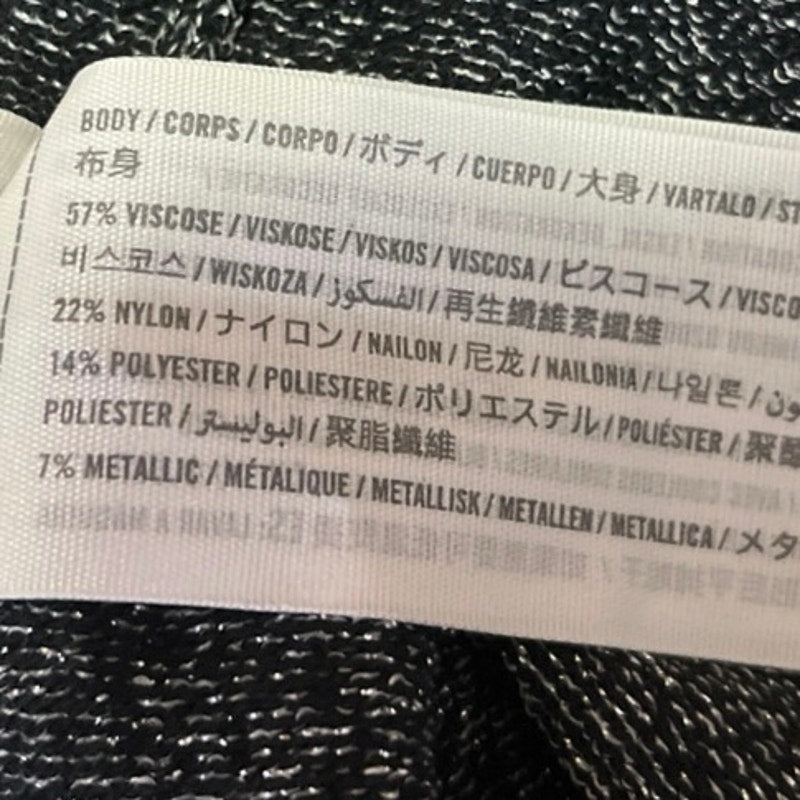 BODY / CORPS / CORPO / ボディ / CUERPO / 大身 / VARTALO / ST
布身
57% VISCOSE / VISKOSE / VISKOS / VISCOSA / ビスコース / VISCO
비스코스 / WISKOZA / الفسكوز / 再生纖維素纖維
22% NYLON / ナイロン / NAILON / 尼龙 / NAILONIA / 나일론 /
14% POLYESTER / POLIESTERE / ポリエステル / POLIÉSTER / 聚酯
POLIESTER / البوليستر / 聚脂纖維
7% METALLIC / MÉTALIQUE / METALLISK / METALLEN / METALLICA / メタ